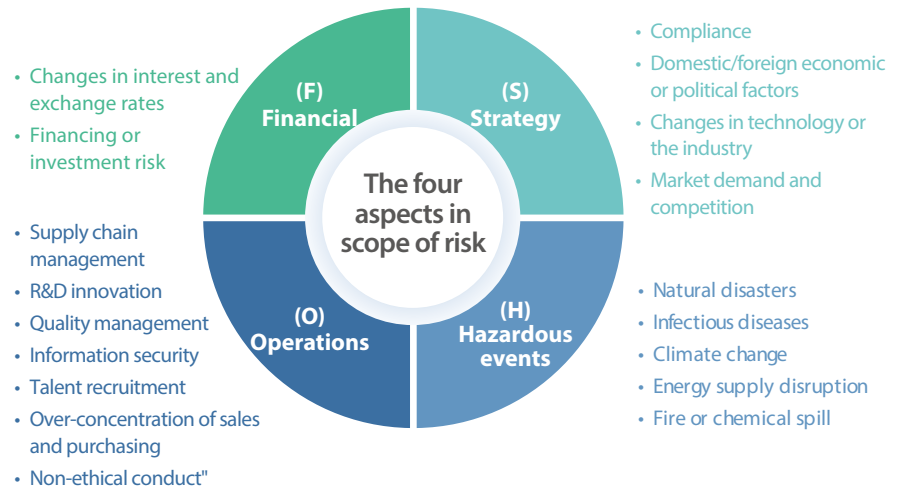 • Changes in interest and
exchange rates
• Financing or
investment risk
(F)
Financial
(S)
Strategy
• Compliance
• Domestic/foreign economic
or political factors
• Changes in technology or
the industry
• Market demand and
competition
The four
aspects in
scope of risk
• Supply chain
management
• R&D innovation
• Quality management
• Information security
• Talent recruitment
• Over-concentration of sales
and purchasing
• Non-ethical conduct"
(O)
Operations
(H)
Hazardous
events
• Natural disasters
• Infectious diseases
• Climate change
• Energy supply disruption
• Fire or chemical spill